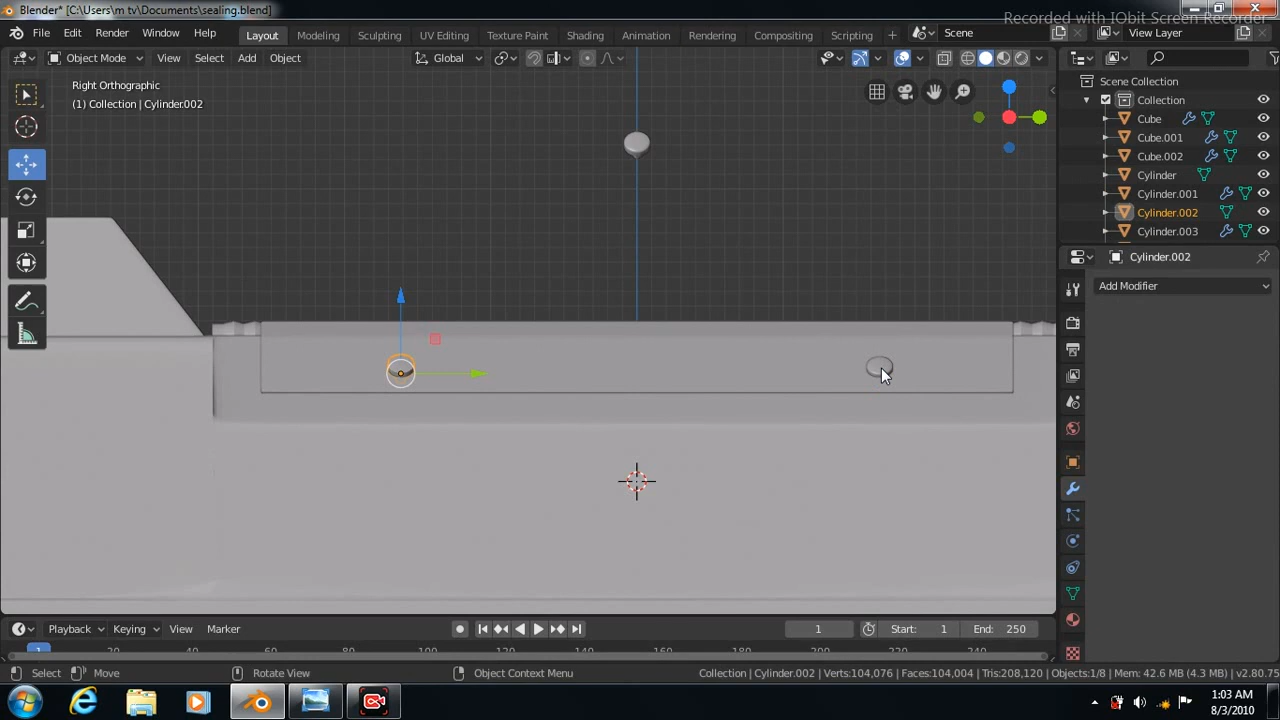 Blender* [C:\Users\m tv\Documents\sealing.blend]
Recorded with IObit Screen Recorder
File Edit Render Window Help
Layout Modeling Sculpting UV Editing Texture Paint Shading Animation Rendering Compositing Scripting +
Scene
View Layer
Object Mode View Select Add Object
Global
Right Orthographic
(1) Collection | Cylinder.002
Scene Collection
Collection
Cube
Cube.001
Cube.002
Cylinder
Cylinder.001
Cylinder.002
Cylinder.003
Cylinder.002
Add Modifier
Playback Keying View Marker
1
Start: 1
End: 250
1 20 40 60 80 100 120 140 160 180 200 220 240
Select Move Rotate View Object Context Menu
Collection | Cylinder.002 | Verts:104,076 | Faces:104,004 | Tris:208,120 | Objects:1/8 | Mem: 42.6 MB (4.3 MB) | v2.80.75
1:03 AM
8/3/2010